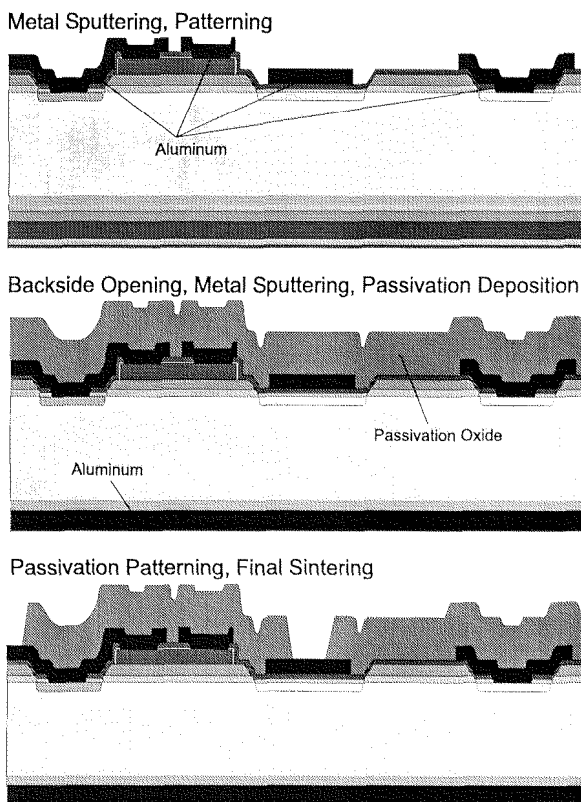 Metal Sputtering, Patterning
Aluminum
Backside Opening, Metal Sputtering, Passivation Deposition
Passivation Oxide
Aluminum
Passivation Patterning, Final Sintering